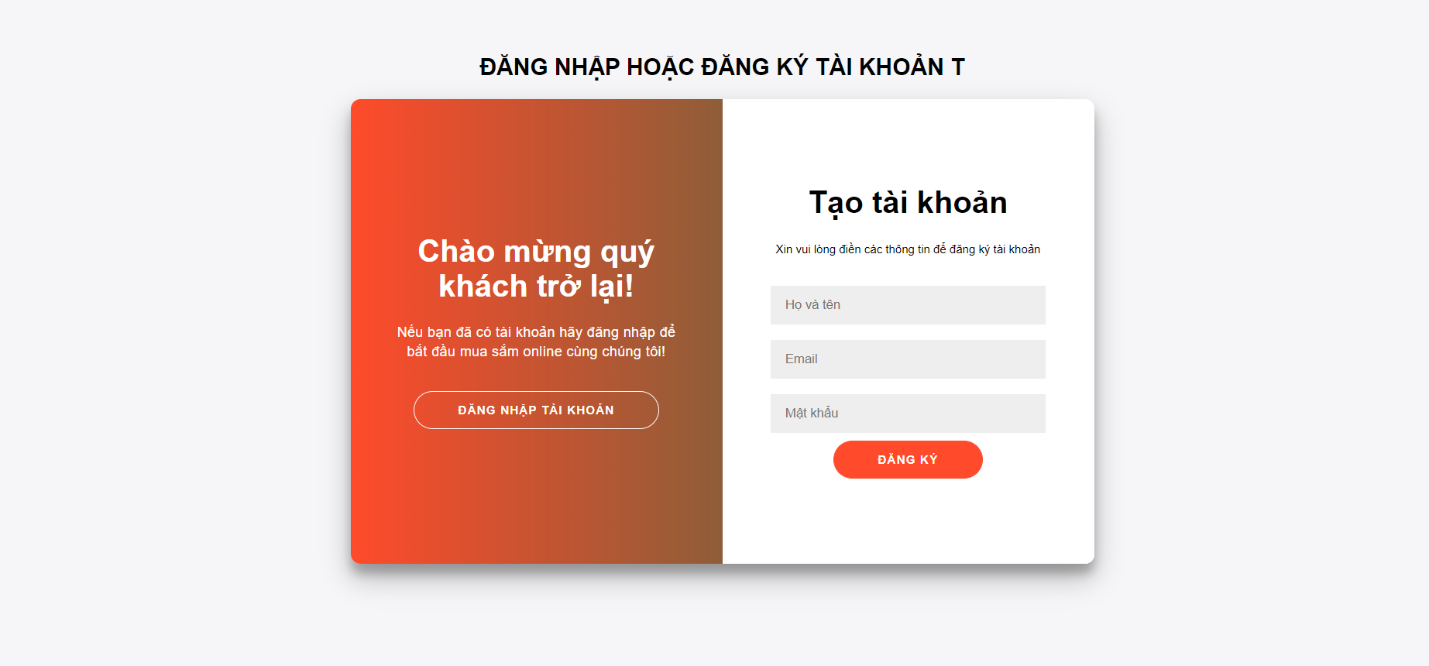 ĐĂNG NHẬP HOẶC ĐĂNG KÝ TÀI KHOẢN T
Chào mừng quý
khách trở lại!
Nếu bạn đã có tài khoản hãy đăng nhập để
bắt đầu mua sắm online cùng chúng tôi!
ĐĂNG NHẬP TÀI KHOẢN
Tạo tài khoản
Xin vui lòng điền các thông tin để đăng ký tài khoản
Họ và tên
Email
Mật khẩu
ĐĂNG KÝ